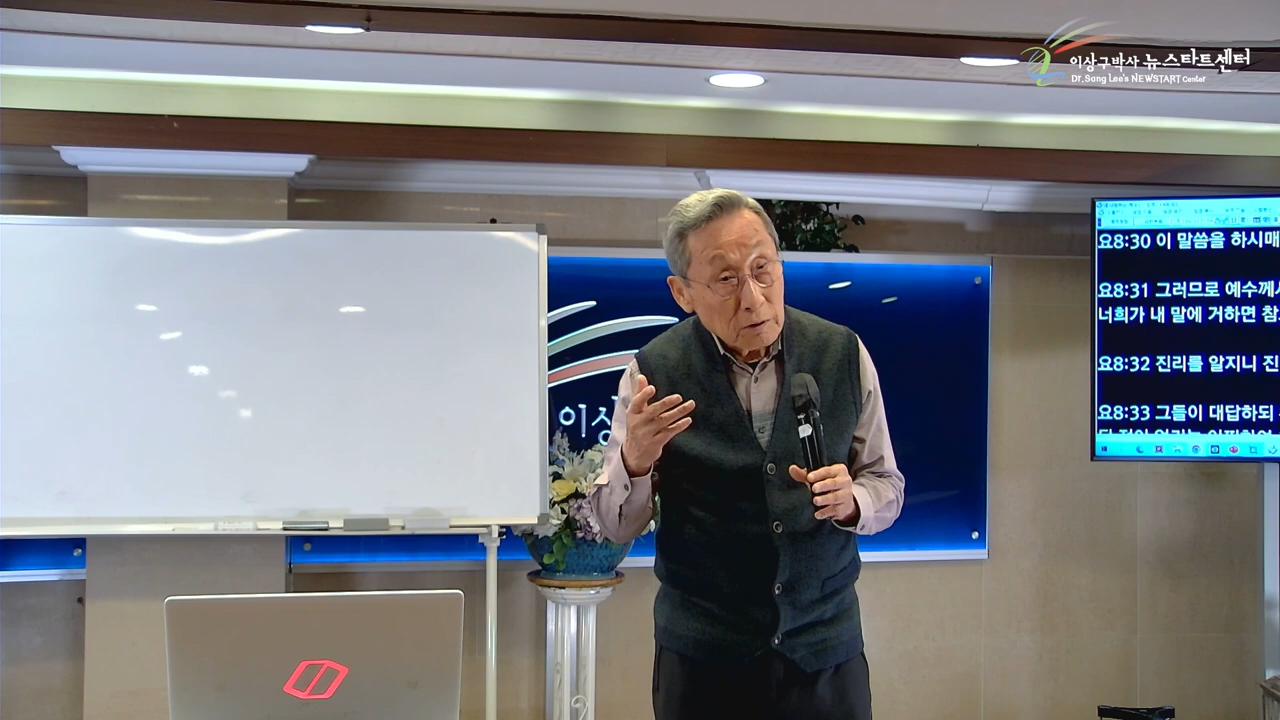 이상구박사 뉴스타트센터
Dr.Sang Lee's NEWSTART Center
요8:30 이 말씀을 하시매
요8:31 그러므로 예수께서
너희가 내 말에 거하면 참
요8:32 진리를 알지니 진
요8:33 그들이 대답하되
이상